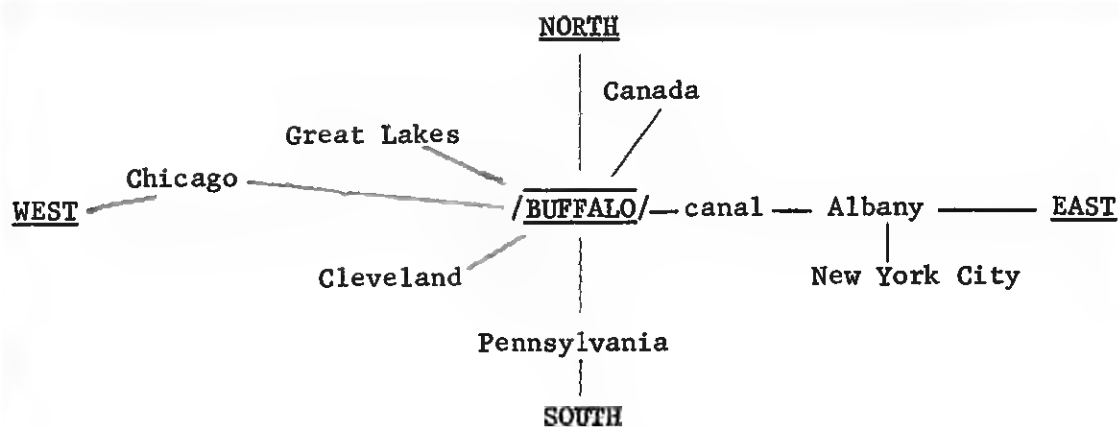 NORTH
Canada
Great Lakes
Chicago
WEST
/BUFFALO/ canal Albany EAST
Cleveland
New York City
Pennsylvania
SOUTH